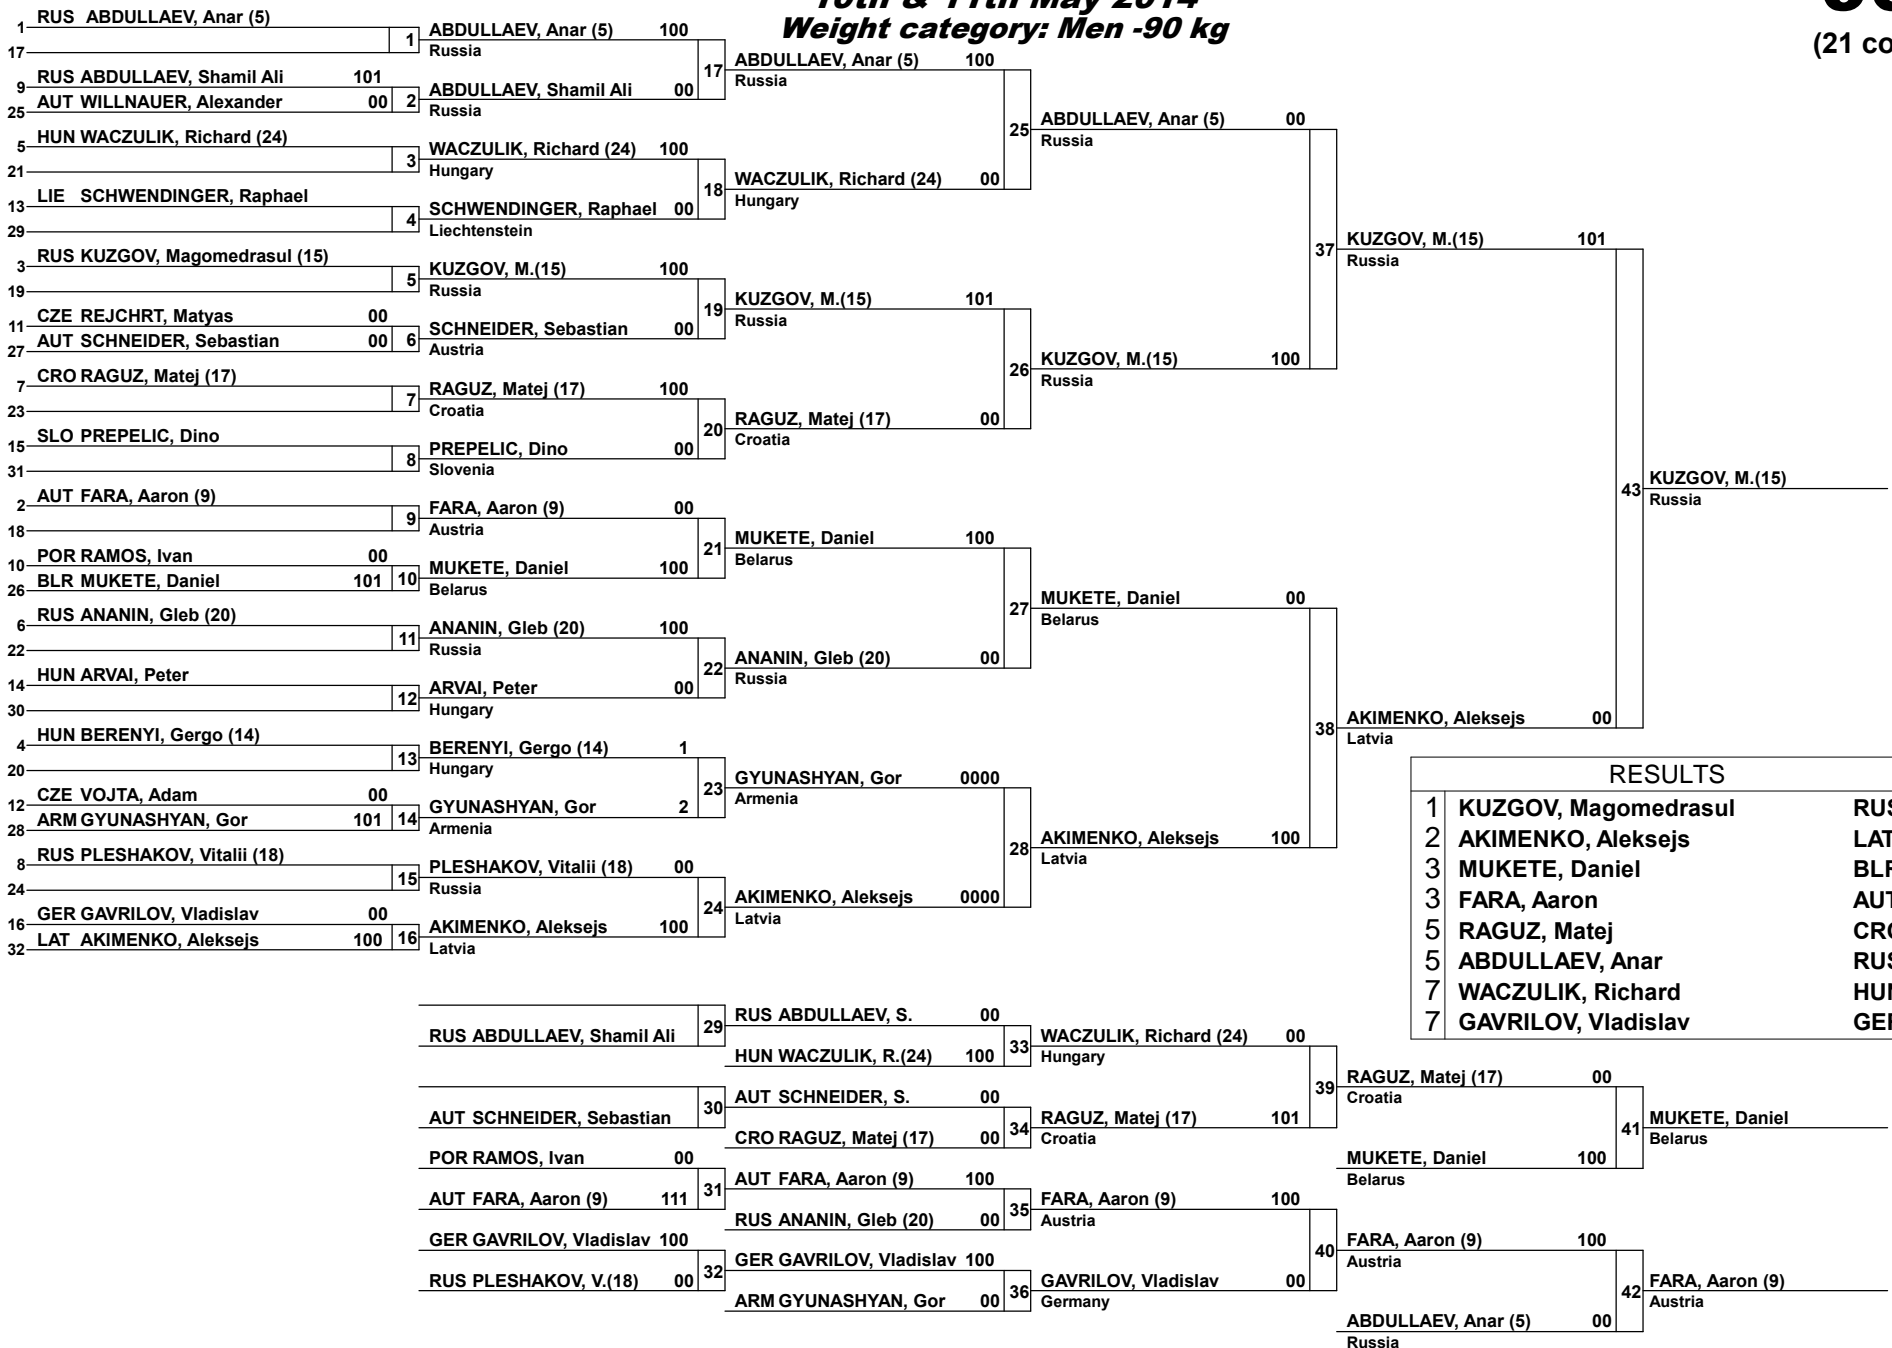 10th & 11th May 2014
Weight category: Men -90 kg
(21 co
1 RUS ABDULLAEV, Anar (5)
17
1
9 RUS ABDULLAEV, Shamil Ali 101
25 AUT WILLNAUER, Alexander 00
2
5 HUN WACZULIK, Richard (24)
21
3
13 LIE SCHWENDINGER, Raphael
29
4
3 RUS KUZGOV, Magomedrasul (15)
19
5
11 CZE REJCHRT, Matyas 00
27 AUT SCHNEIDER, Sebastian 00
6
7 CRO RAGUZ, Matej (17)
23
7
15 SLO PREPELIC, Dino
31
8
2 AUT FARA, Aaron (9)
18
9
10 POR RAMOS, Ivan 00
26 BLR MUKETE, Daniel 101
10
6 RUS ANANIN, Gleb (20)
22
11
14 HUN ARVAI, Peter
30
12
4 HUN BERENYI, Gergo (14)
20
13
12 CZE VOJTA, Adam 00
28 ARM GYUNASHYAN, Gor 101
14
8 RUS PLESHAKOV, Vitalii (18)
24
15
16 GER GAVRILOV, Vladislav 00
32 LAT AKIMENKO, Aleksejs 100
16
ABDULLAEV, Anar (5) 100
Russia
17
ABDULLAEV, Shamil Ali 00
Russia
WACZULIK, Richard (24) 100
Hungary
18
SCHWENDINGER, Raphael 00
Liechtenstein
KUZGOV, M.(15) 100
Russia
19
SCHNEIDER, Sebastian 00
Austria
RAGUZ, Matej (17) 100
Croatia
20
PREPELIC, Dino 00
Slovenia
FARA, Aaron (9) 00
Austria
21
MUKETE, Daniel 100
Belarus
ANANIN, Gleb (20) 100
Russia
22
ARVAI, Peter 00
Hungary
BERENYI, Gergo (14) 1
Hungary
23
GYUNASHYAN, Gor 2
Armenia
PLESHAKOV, Vitalii (18) 00
Russia
24
AKIMENKO, Aleksejs 100
Latvia
ABDULLAEV, Anar (5) 100
Russia
25
WACZULIK, Richard (24) 00
Hungary
KUZGOV, M.(15) 101
Russia
26
RAGUZ, Matej (17) 00
Croatia
MUKETE, Daniel 100
Belarus
27
ANANIN, Gleb (20) 00
Russia
GYUNASHYAN, Gor 0000
Armenia
28
AKIMENKO, Aleksejs 0000
Latvia
ABDULLAEV, Anar (5) 00
Russia
37
KUZGOV, M.(15) 100
Russia
MUKETE, Daniel 00
Belarus
38
AKIMENKO, Aleksejs 100
Latvia
KUZGOV, M.(15) 101
Russia
43
AKIMENKO, Aleksejs 00
Latvia
KUZGOV, M.(15)
Russia
RESULTS
1 KUZGOV, Magomedrasul RUS
2 AKIMENKO, Aleksejs LAT
3 MUKETE, Daniel BLR
3 FARA, Aaron AUT
5 RAGUZ, Matej CRO
5 ABDULLAEV, Anar RUS
7 WACZULIK, Richard HUN
7 GAVRILOV, Vladislav GER
RUS ABDULLAEV, Shamil Ali
29
AUT SCHNEIDER, Sebastian
30
POR RAMOS, Ivan 00
31
AUT FARA, Aaron (9) 111
GER GAVRILOV, Vladislav 100
32
RUS PLESHAKOV, V.(18) 00
RUS ABDULLAEV, S. 00
33
HUN WACZULIK, R.(24) 100
AUT SCHNEIDER, S. 00
34
CRO RAGUZ, Matej (17) 00
AUT FARA, Aaron (9) 100
35
RUS ANANIN, Gleb (20) 00
GER GAVRILOV, Vladislav 100
36
ARM GYUNASHYAN, Gor 00
WACZULIK, Richard (24) 00
Hungary
39
RAGUZ, Matej (17) 101
Croatia
FARA, Aaron (9) 100
Austria
40
GAVRILOV, Vladislav 00
Germany
RAGUZ, Matej (17) 00
Croatia
41
MUKETE, Daniel 100
Belarus
FARA, Aaron (9) 100
Austria
42
ABDULLAEV, Anar (5) 00
Russia
MUKETE, Daniel
Belarus
FARA, Aaron (9)
Austria